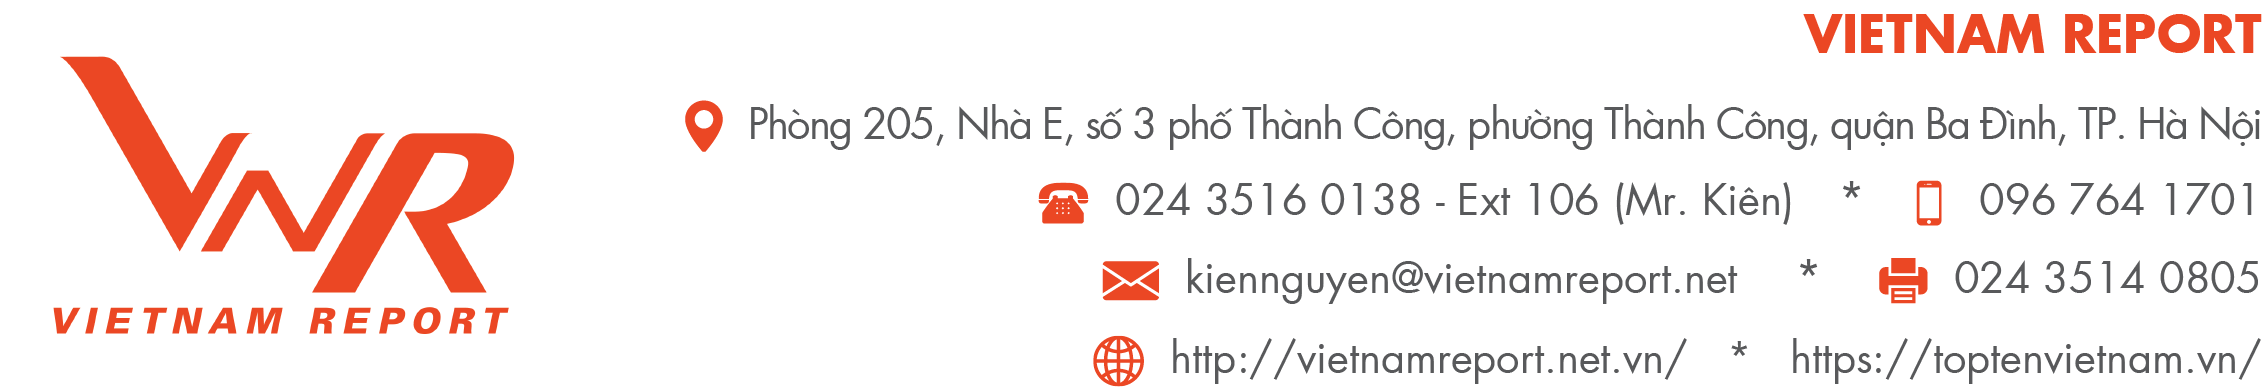 VNR
VIETNAM REPORT
VIETNAM REPORT
Phòng 205, Nhà E, số 3 phố Thành Công, phường Thành Công, quận Ba Đình, TP. Hà Nội
024 3516 0138 - Ext 106 (Mr. Kiên) * 096 764 1701
kiennguyen@vietnamreport.net * 024 3514 0805
http://vietnamreport.net.vn/ * https://toptenvietnam.vn/